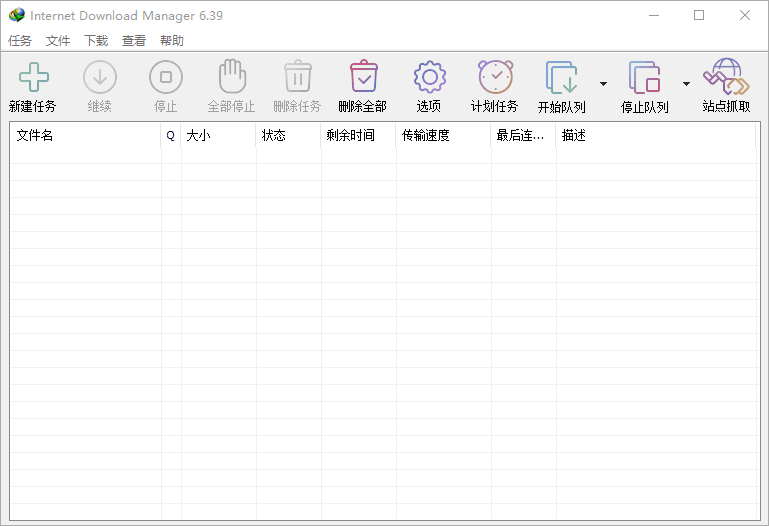 Internet Download Manager 6.39
任务 文件 下载 查看 帮助
新建任务 继续 停止 全部停止 删除任务 删除全部 选项 计划任务 开始队列 停止队列 站点抓取
文件名 Q 大小 状态 剩余时间 传输速度 最后连... 描述